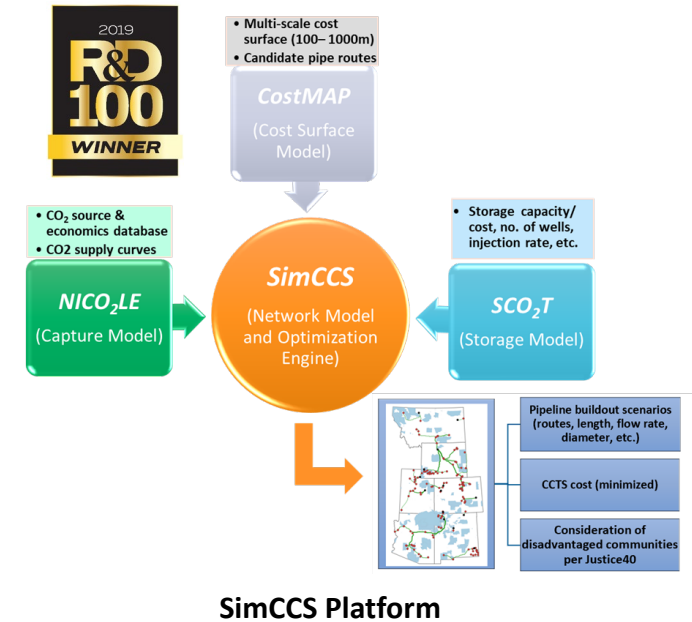 2019
R&D
100
WINNER
• Multi-scale cost
surface (100–1000m)
• Candidate pipe routes
CostMAP
(Cost Surface
Model)
• CO₂ source &
economics database
• CO2 supply curves
NICO₂LE
(Capture Model)
SimCCS
(Network Model
and Optimization
Engine)
• Storage capacity/
cost, no. of wells,
injection rate, etc.
SCO₂T
(Storage Model)
Pipeline buildout scenarios
(routes, length, flow rate,
diameter, etc.)
CCTS cost (minimized)
Consideration of
disadvantaged communities
per Justice40
SimCCS Platform